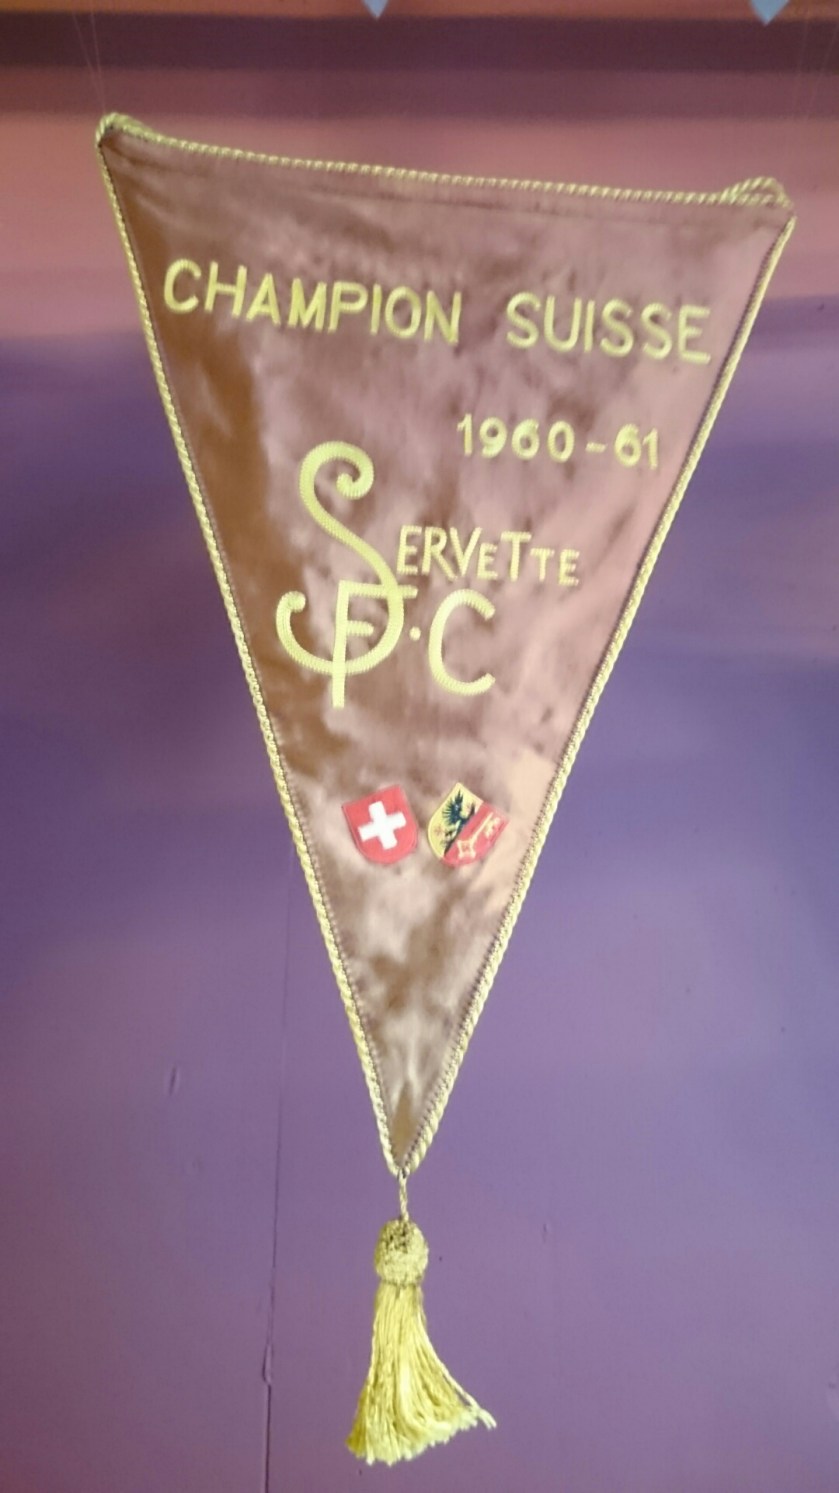 CHAMPION SUISSE
1960-61
SERVETTE
F.C